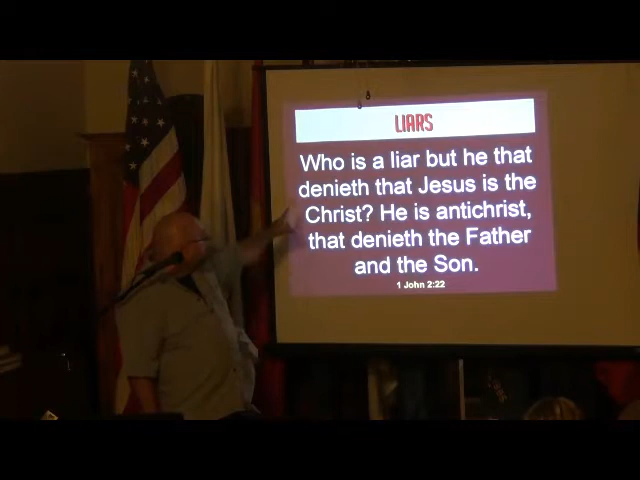 LIARS
Who is a liar but he that
denieth that Jesus is the
Christ? He is antichrist,
that denieth the Father
and the Son.
1 John 2:22